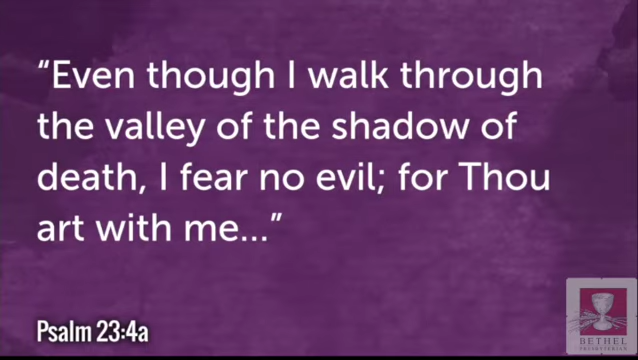 “Even though I walk through
the valley of the shadow of
death, I fear no evil; for Thou
art with me...”
Psalm 23:4a
BETHEL
PRESBYTERIAN